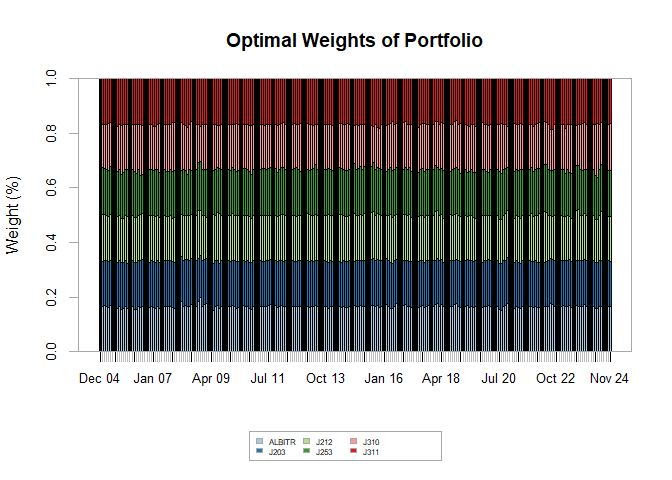 Optimal Weights of Portfolio
Weight (%)
1.0
0.8
0.6
0.4
0.2
0.0
Dec 04 Jan 07 Apr 09 Jul 11 Oct 13 Jan 16 Apr 18 Jul 20 Oct 22 Nov 24
ALBITR J212 J310
J203 J253 J311